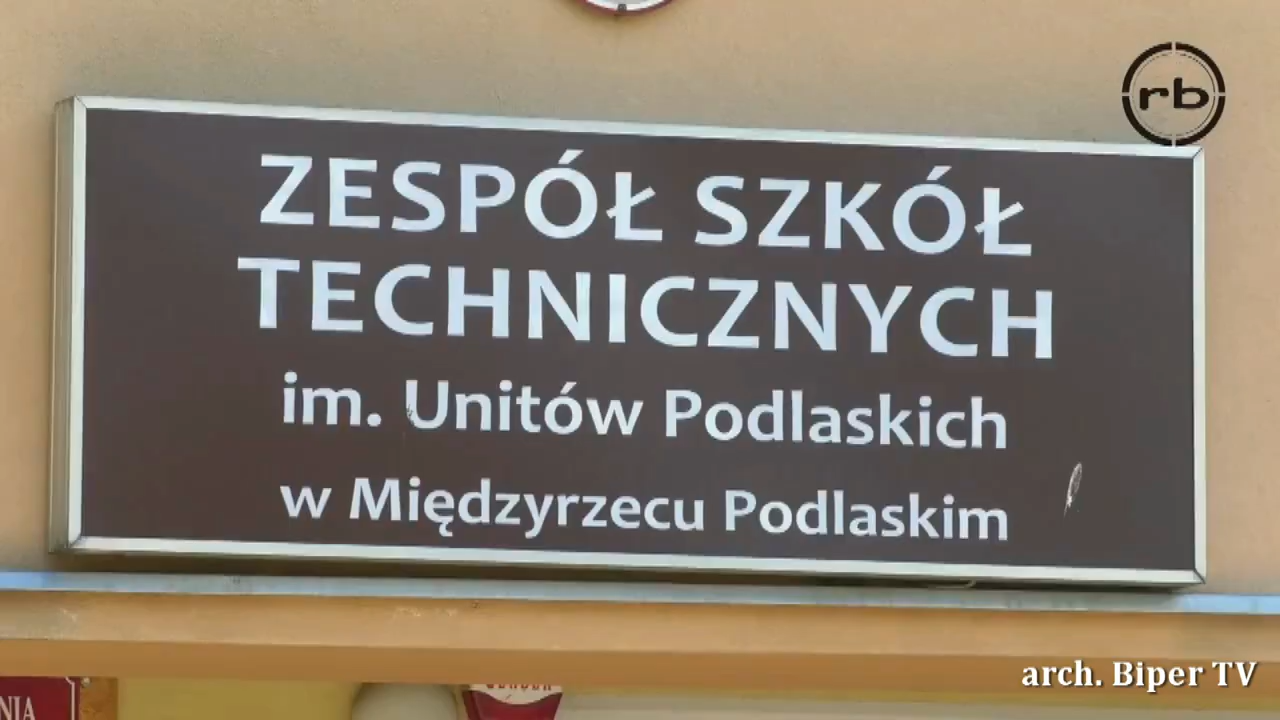 rb
ZESPÓŁ SZKÓŁ
TECHNICZNYCH
im. Unitów Podlaskich
w Międzyrzecu Podlaskim
arch. Biper TV